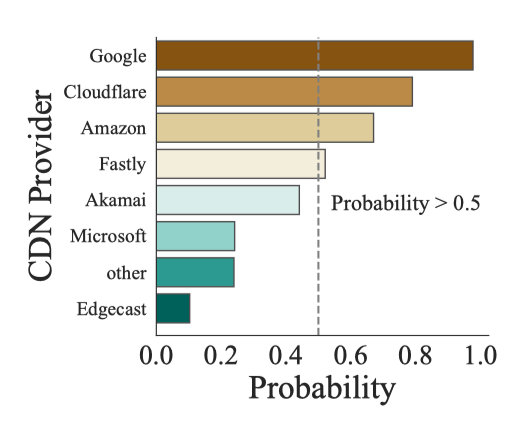 CDN Provider
Google
Cloudflare
Amazon
Fastly
Akamai
Microsoft
other
Edgecast
Probability > 0.5
0.0 0.2 0.4 0.6 0.8 1.0
Probability